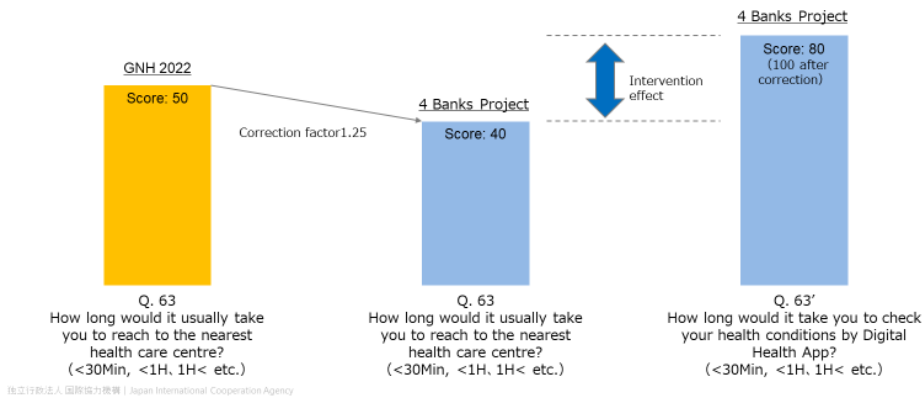 4 Banks Project
Score: 80
（100 after
correction）
Intervention
effect
GNH 2022
Score: 50
Correction factor1.25
4 Banks Project
Score: 40
Q. 63
How long would it usually take
you to reach to the nearest
health care centre?
（<30Min, <1H、1H< etc.）
Q. 63
How long would it usually take
you to reach to the nearest
health care centre?
（<30Min, <1H、1H< etc.）
Q. 63’
How long would it take you to check
your health conditions by Digital
Health App?
（<30Min, <1H、1H< etc.）
独立行政法人 国際協力機構 | Japan International Cooperation Agency